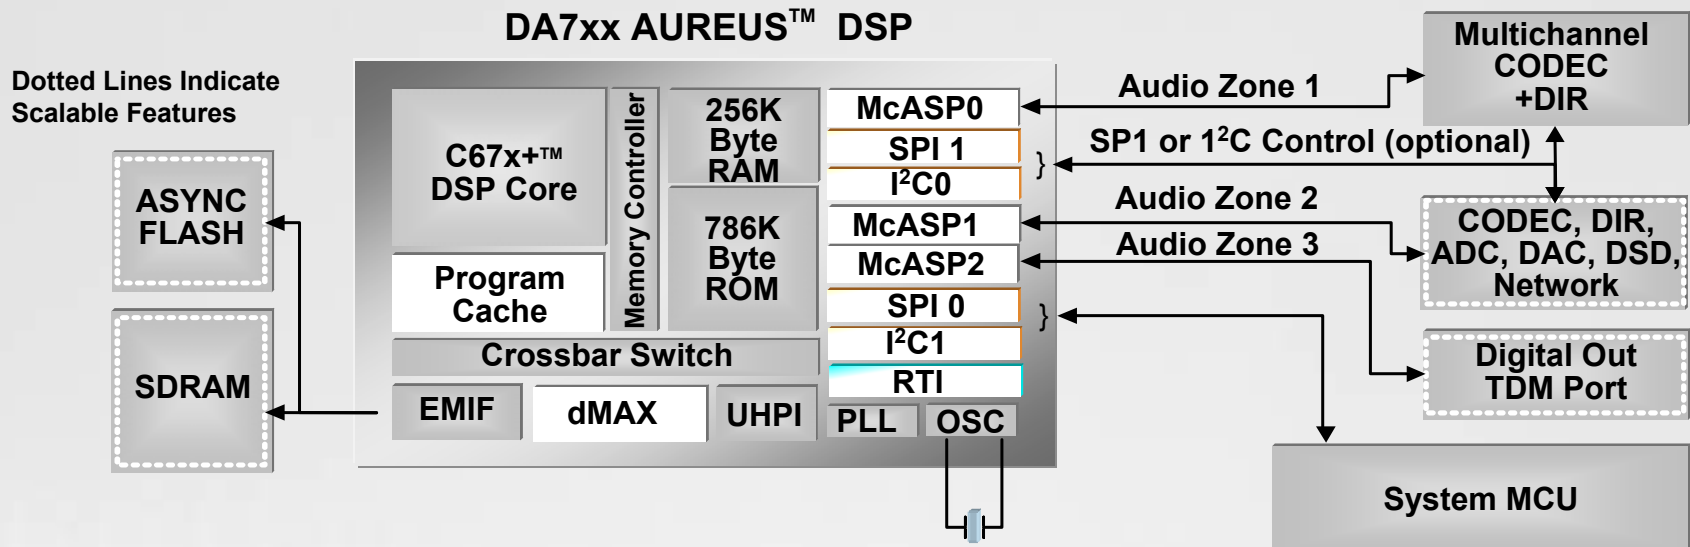 DA7xx AUREUS™ DSP
Dotted Lines Indicate
Scalable Features
ASYNC
FLASH
SDRAM
C67x+™
DSP Core
Program
Cache
Memory Controller
256K
Byte
RAM
786K
Byte
ROM
Crossbar Switch
EMIF
dMAX
UHPI
McASP0
SPI 1
I²C0
McASP1
McASP2
SPI 0
I²C1
RTI
PLL
OSC
}
}
Audio Zone 1
SP1 or 1²C Control (optional)
Audio Zone 2
Audio Zone 3
Multichannel
CODEC
+DIR
CODEC, DIR,
ADC, DAC, DSD,
Network
Digital Out
TDM Port
System MCU